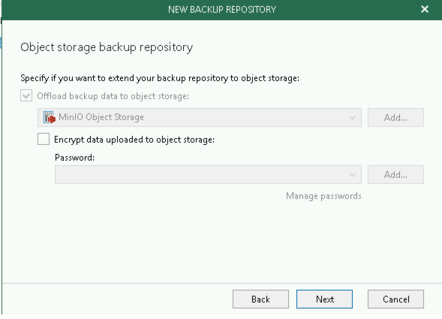 NEW BACKUP REPOSITORY
Object storage backup repository
Specify if you want to extend your backup repository to object storage:
Offload backup data to object storage:
MinIO Object Storage
Add...
Encrypt data uploaded to object storage:
Password:
Add...
Manage passwords
Back
Next
Cancel